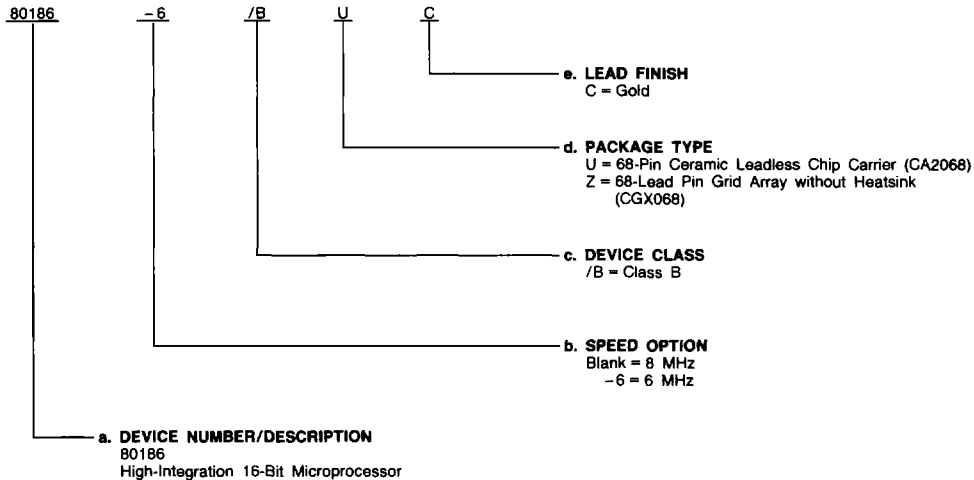 80186 -6 /B U C
e. LEAD FINISH
C = Gold
d. PACKAGE TYPE
U = 68-Pin Ceramic Leadless Chip Carrier (CA2068)
Z = 68-Lead Pin Grid Array without Heatsink
(CGX068)
c. DEVICE CLASS
/B = Class B
b. SPEED OPTION
Blank = 8 MHz
-6 = 6 MHz
a. DEVICE NUMBER/DESCRIPTION
80186
High-Integration 16-Bit Microprocessor